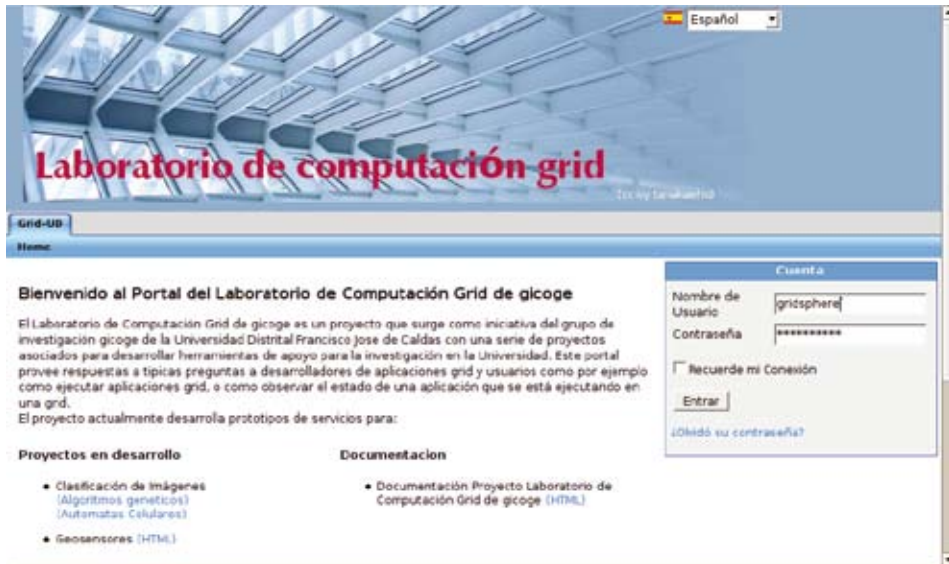 Español
Laboratorio de computación grid
Grid-UD
Home
Cuenta
Nombre de
Usuario
gridsphere
Contraseña
**********
Recuerde mi Conexión
Entrar
¿Olvidó su contraseña?
Bienvenido al Portal del Laboratorio de Computación Grid de gicoge
El Laboratorio de Computación Grid de gicoge es un proyecto que surge como iniciativa del grupo de
investigación gicoge de la Universidad Distrital Francisco Jose de Caldas con una serie de proyectos
asociados para desarrollar herramientas de apoyo para la investigación en la Universidad. Este portal
provee respuestas a tipicas preguntas a desarrolladores de aplicaciones grid y usuarios como por ejemplo
como ejecutar aplicaciones grid, o como observar el estado de una aplicación que se está ejecutando en
una grid.
El proyecto actualmente desarrolla prototipos de servicios para:
Proyectos en desarrollo
Clasificación de Imágenes
(Algoritmos geneticos)
(Automatas Celulares)
Geosensores (HTML)
Documentacion
Documentación Proyecto Laboratorio de
Computación Grid de gicoge (HTML)